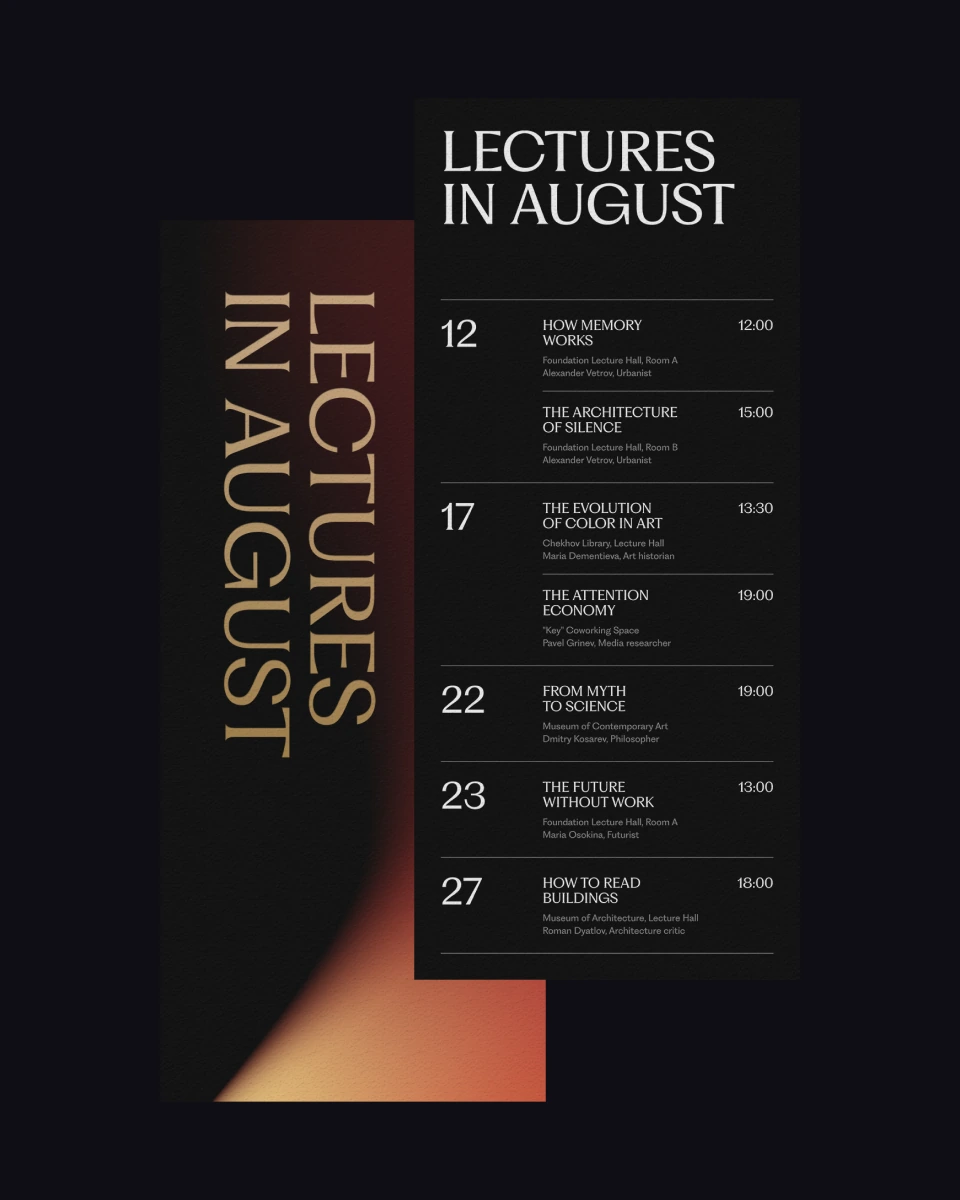 LECTURES
IN AUGUST
LECTURES
IN AUGUST
12
HOW MEMORY
WORKS
12:00
Foundation Lecture Hall, Room A
Alexander Vetrov, Urbanist
THE ARCHITECTURE
OF SILENCE
15:00
Foundation Lecture Hall, Room B
Alexander Vetrov, Urbanist
17
THE EVOLUTION
OF COLOR IN ART
13:30
Chekhov Library, Lecture Hall
Maria Dementieva, Art historian
THE ATTENTION
ECONOMY
19:00
"Key" Coworking Space
Pavel Grinev, Media researcher
22
FROM MYTH
TO SCIENCE
19:00
Museum of Contemporary Art
Dmitry Kosarev, Philosopher
23
THE FUTURE
WITHOUT WORK
13:00
Foundation Lecture Hall, Room A
Maria Osokina, Futurist
27
HOW TO READ
BUILDINGS
18:00
Museum of Architecture, Lecture Hall
Roman Dyatlov, Architecture critic